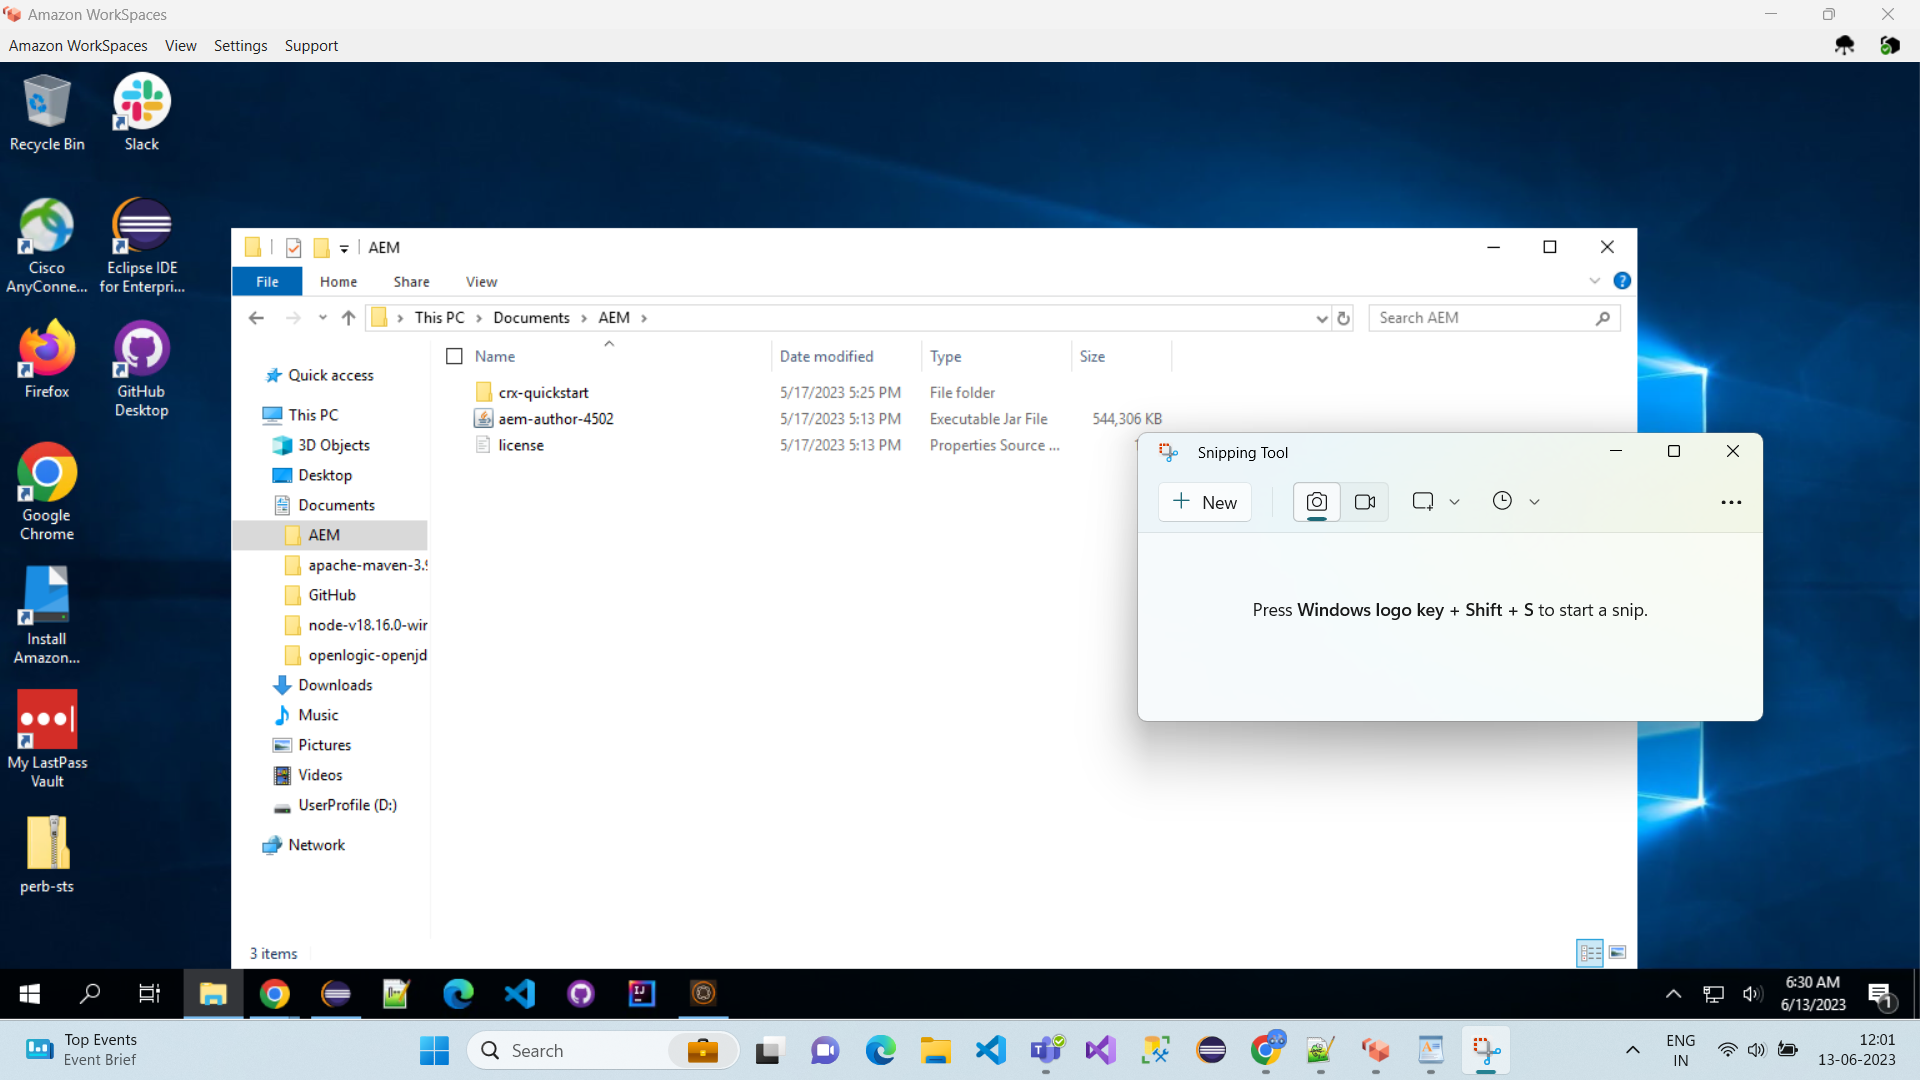 Amazon WorkSpaces
Amazon WorkSpaces View Settings Support
Recycle Bin
Slack
Cisco
AnyConne...
Eclipse IDE
for Enterpri...
Firefox
GitHub
Desktop
Google
Chrome
Install
Amazon...
My LastPass
Vault
perb-sts
AEM
File Home Share View
This PC > Documents > AEM >
Search AEM
Quick access
This PC
3D Objects
Desktop
Documents
AEM
apache-maven-3.9
GitHub
node-v18.16.0-wir
openlogic-openjd
Downloads
Music
Pictures
Videos
UserProfile (D:)
Network
Name Date modified Type Size
crx-quickstart 5/17/2023 5:25 PM File folder
aem-author-4502 5/17/2023 5:13 PM Executable Jar File 544,306 KB
license 5/17/2023 5:13 PM Properties Source ...
3 items
Snipping Tool
New
Press Windows logo key + Shift + S to start a snip.
6:30 AM
6/13/2023
1
Top Events
Event Brief
Search
ENG
IN
12:01
13-06-2023